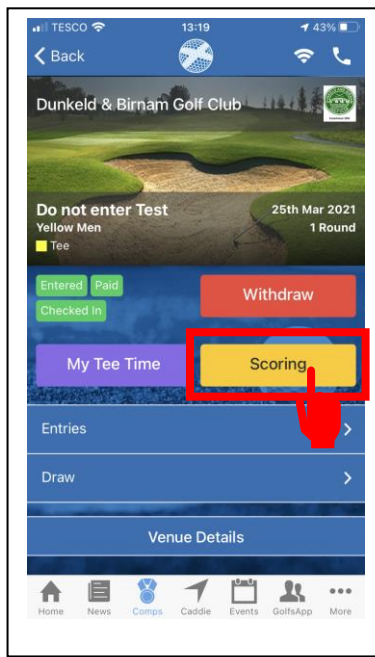 TESCO 13:19 43%
Back
Dunkeld & Birnam Golf Club
Do not enter Test 25th Mar 2021
Yellow Men 1 Round
Tee
Entered Paid
Checked In
Withdraw
My Tee Time Scoring
Entries
Draw
Venue Details
Home News Comps Caddie Events GolfsApp More